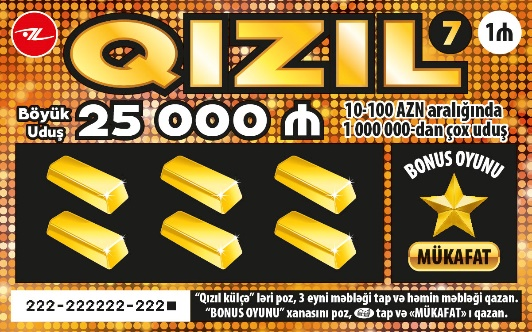 QIZIL
7
1₼
Böyük
Uduş
25 000 ₼
10-100 AZN aralığında
1 000 000-dan çox uduş
BONUS OYUNU
MÜKAFAT
222-222222-222■
“Qızıl külçə” ləri poz, 3 eyni məbləği tap və həmin məbləği qazan.
“BONUS OYUNU” xanasını poz, tap və «MÜKAFAT» ı qazan.